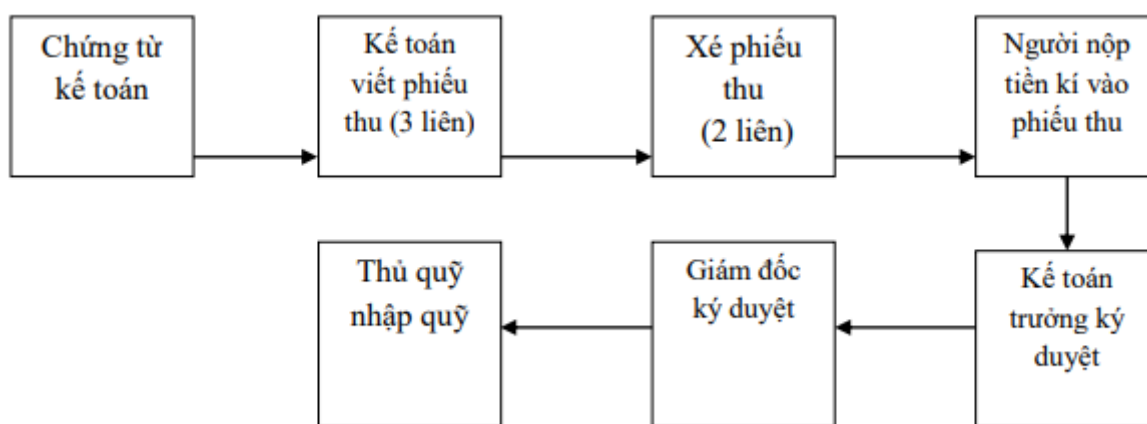 Chứng từ
kế toán
Kế toán
viết phiếu
thu (3 liên)
Xé phiếu
thu
(2 liên)
Người nộp
tiền kí vào
phiếu thu
Kế toán
trưởng ký
duyệt
Giám đốc
ký duyệt
Thủ quỹ
nhập quỹ